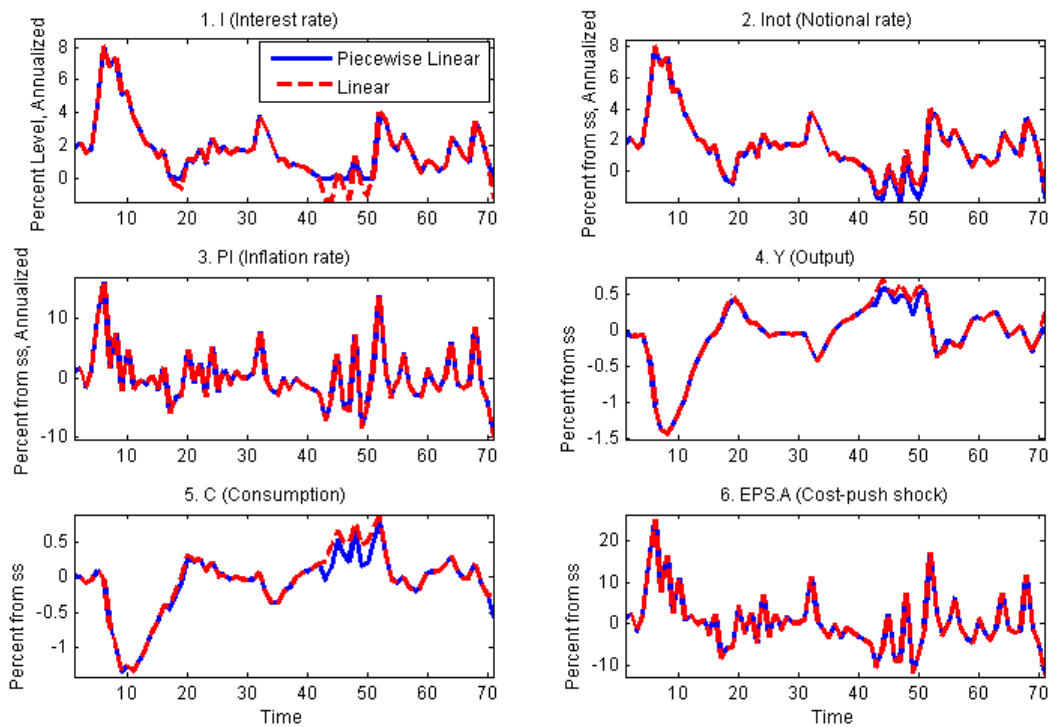 1. I (Interest rate)
Percent Level, Annualized
8
6
4
2
0
10 20 30 40 50 60 70
Piecewise Linear
Linear
2. Inot (Notional rate)
Percent from ss, Annualized
8
6
4
2
0
10 20 30 40 50 60 70
3. PI (Inflation rate)
Percent from ss, Annualized
10
0
-10
10 20 30 40 50 60 70
4. Y (Output)
Percent from ss
0.5
0
-0.5
-1
-1.5
10 20 30 40 50 60 70
5. C (Consumption)
Percent from ss
0.5
0
-0.5
-1
10 20 30 40 50 60 70
Time
6. EPS.A (Cost-push shock)
Percent from ss
20
10
0
-10
10 20 30 40 50 60 70
Time